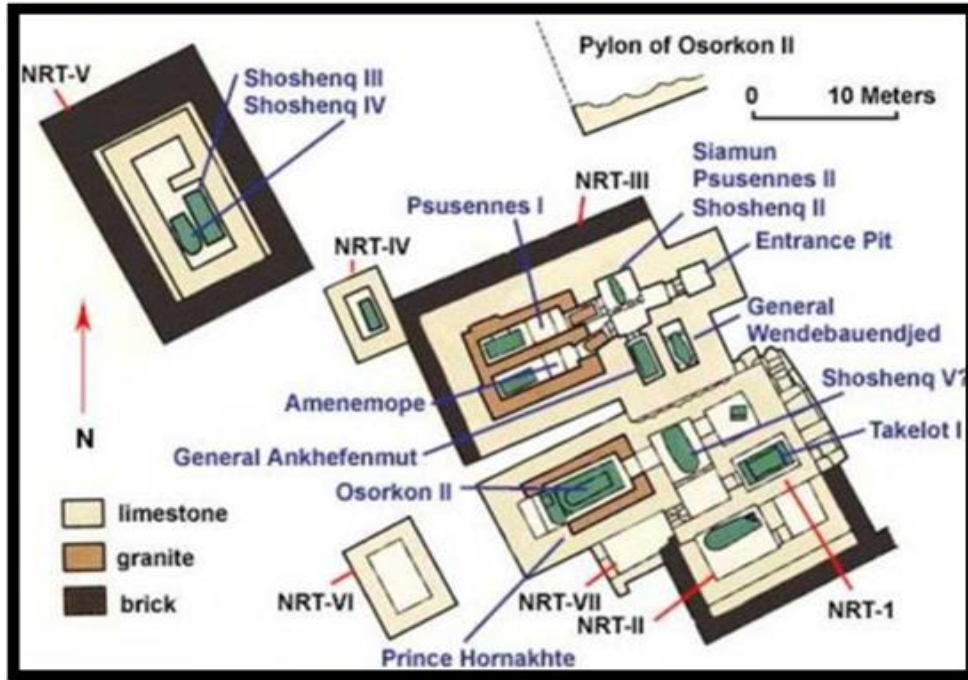 Pylon of Osorkon II
0 10 Meters
NRT-V
Shoshenq III
Shoshenq IV
Siamun
Psusennes II
Shoshenq II
NRT-III
Psusennes I
Entrance Pit
NRT-IV
General
Wendebauendjed
Shoshenq V?
Amenemope
Takelot I
N
General Ankhefenmut
Osorkon II
limestone
granite
brick
NRT-VI
NRT-VII
NRT-II
NRT-1
Prince Hornakhte